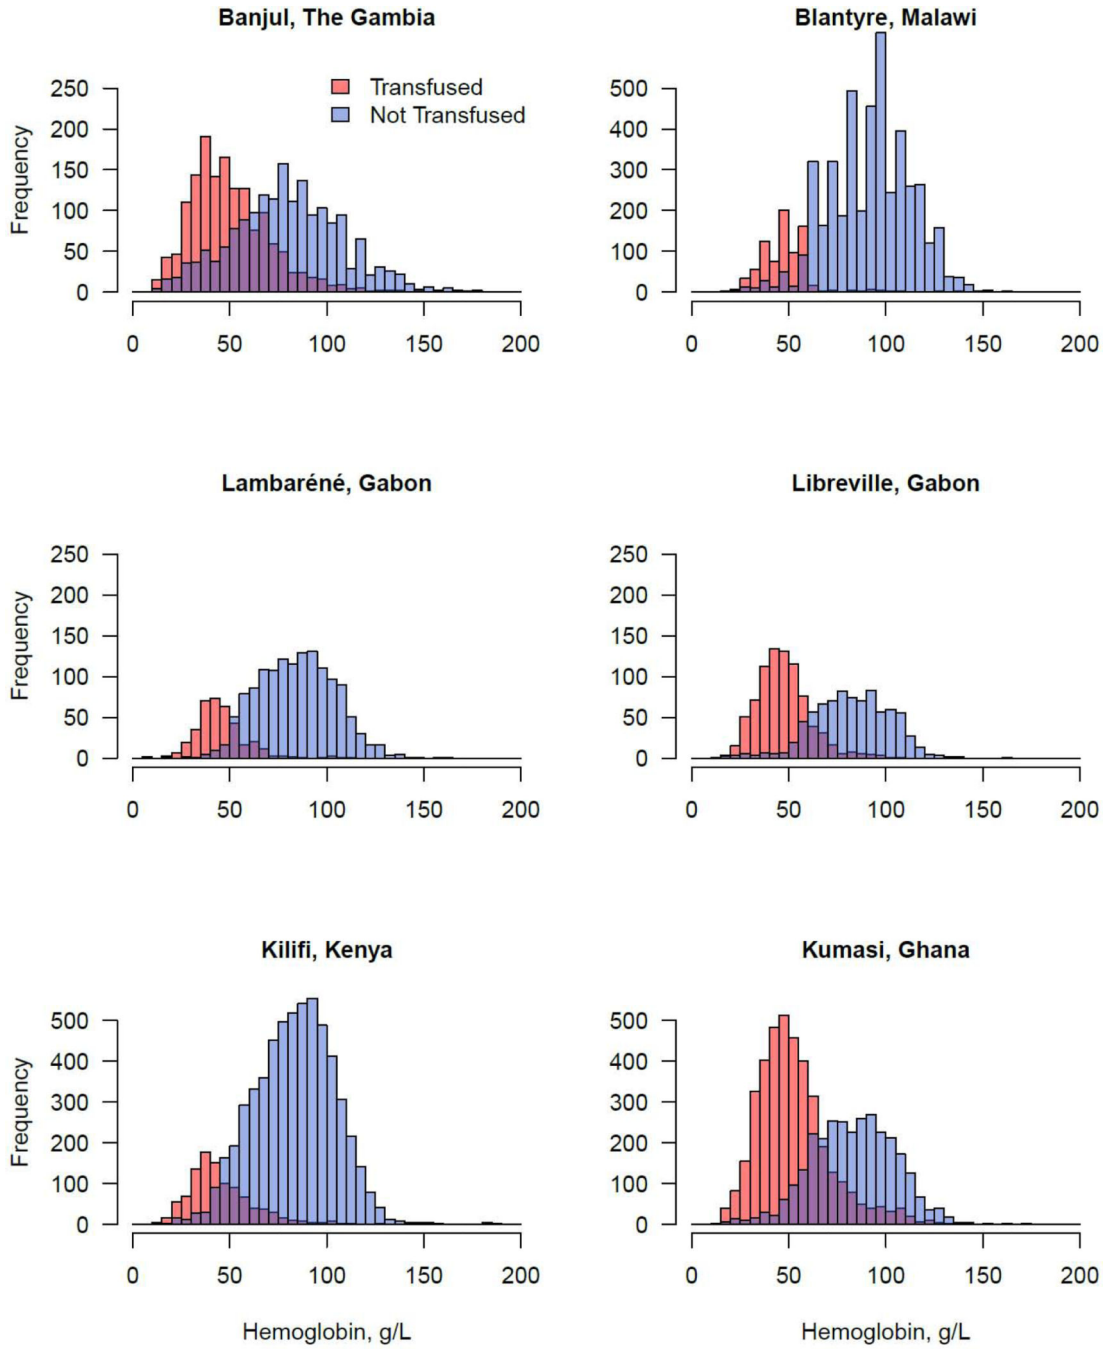 Banjul, The Gambia
Blantyre, Malawi
Transfused
Not Transfused
Frequency
250
200
150
100
50
0
0 50 100 150 200
500
400
300
200
100
0
0 50 100 150 200
Lambaréné, Gabon
Libreville, Gabon
Frequency
250
200
150
100
50
0
0 50 100 150 200
250
200
150
100
50
0
0 50 100 150 200
Kilifi, Kenya
Kumasi, Ghana
Frequency
500
400
300
200
100
0
0 50 100 150 200
Hemoglobin, g/L
500
400
300
200
100
0
0 50 100 150 200
Hemoglobin, g/L